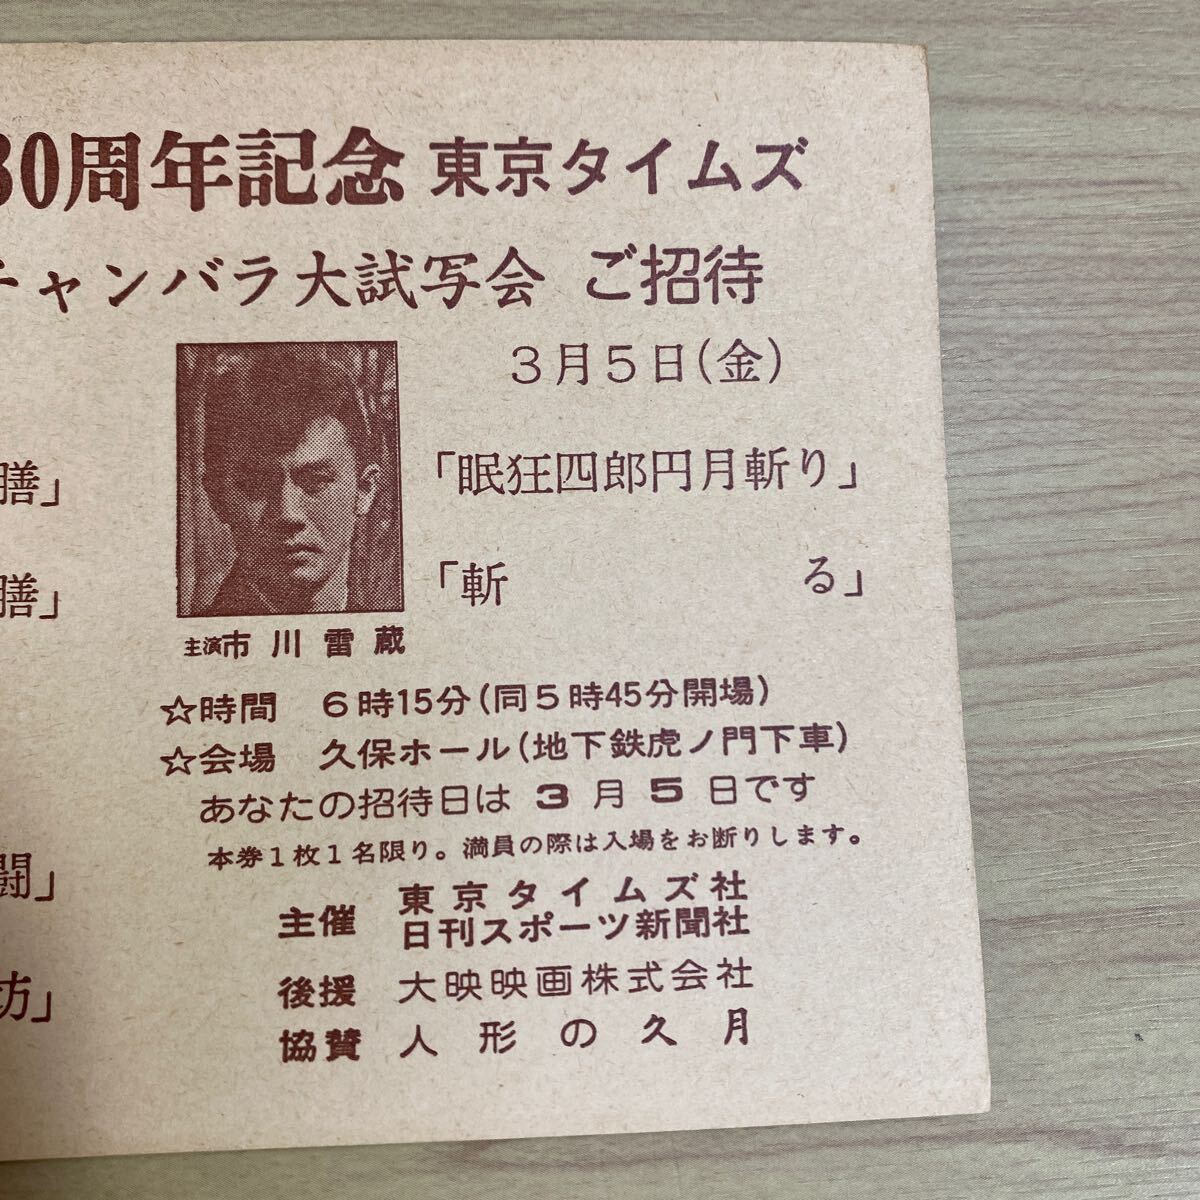 30周年記念 東京タイムズ
チャンバラ大試写会 ご招待
3月5日(金)
膳」
「眠狂四郎円月斬り」
膳」
「斬 る」
主演市川雷蔵
☆時間 6時15分(同5時45分開場)
☆会場 久保ホール(地下鉄虎ノ門下車)
あなたの招待日は 3 月 5 日です
本券1枚1名限り。満員の際は入場をお断りします。
闘」
主催 東京タイムズ社
日刊スポーツ新聞社
坊」
後援 大映映画株式会社
協賛 人形の久月